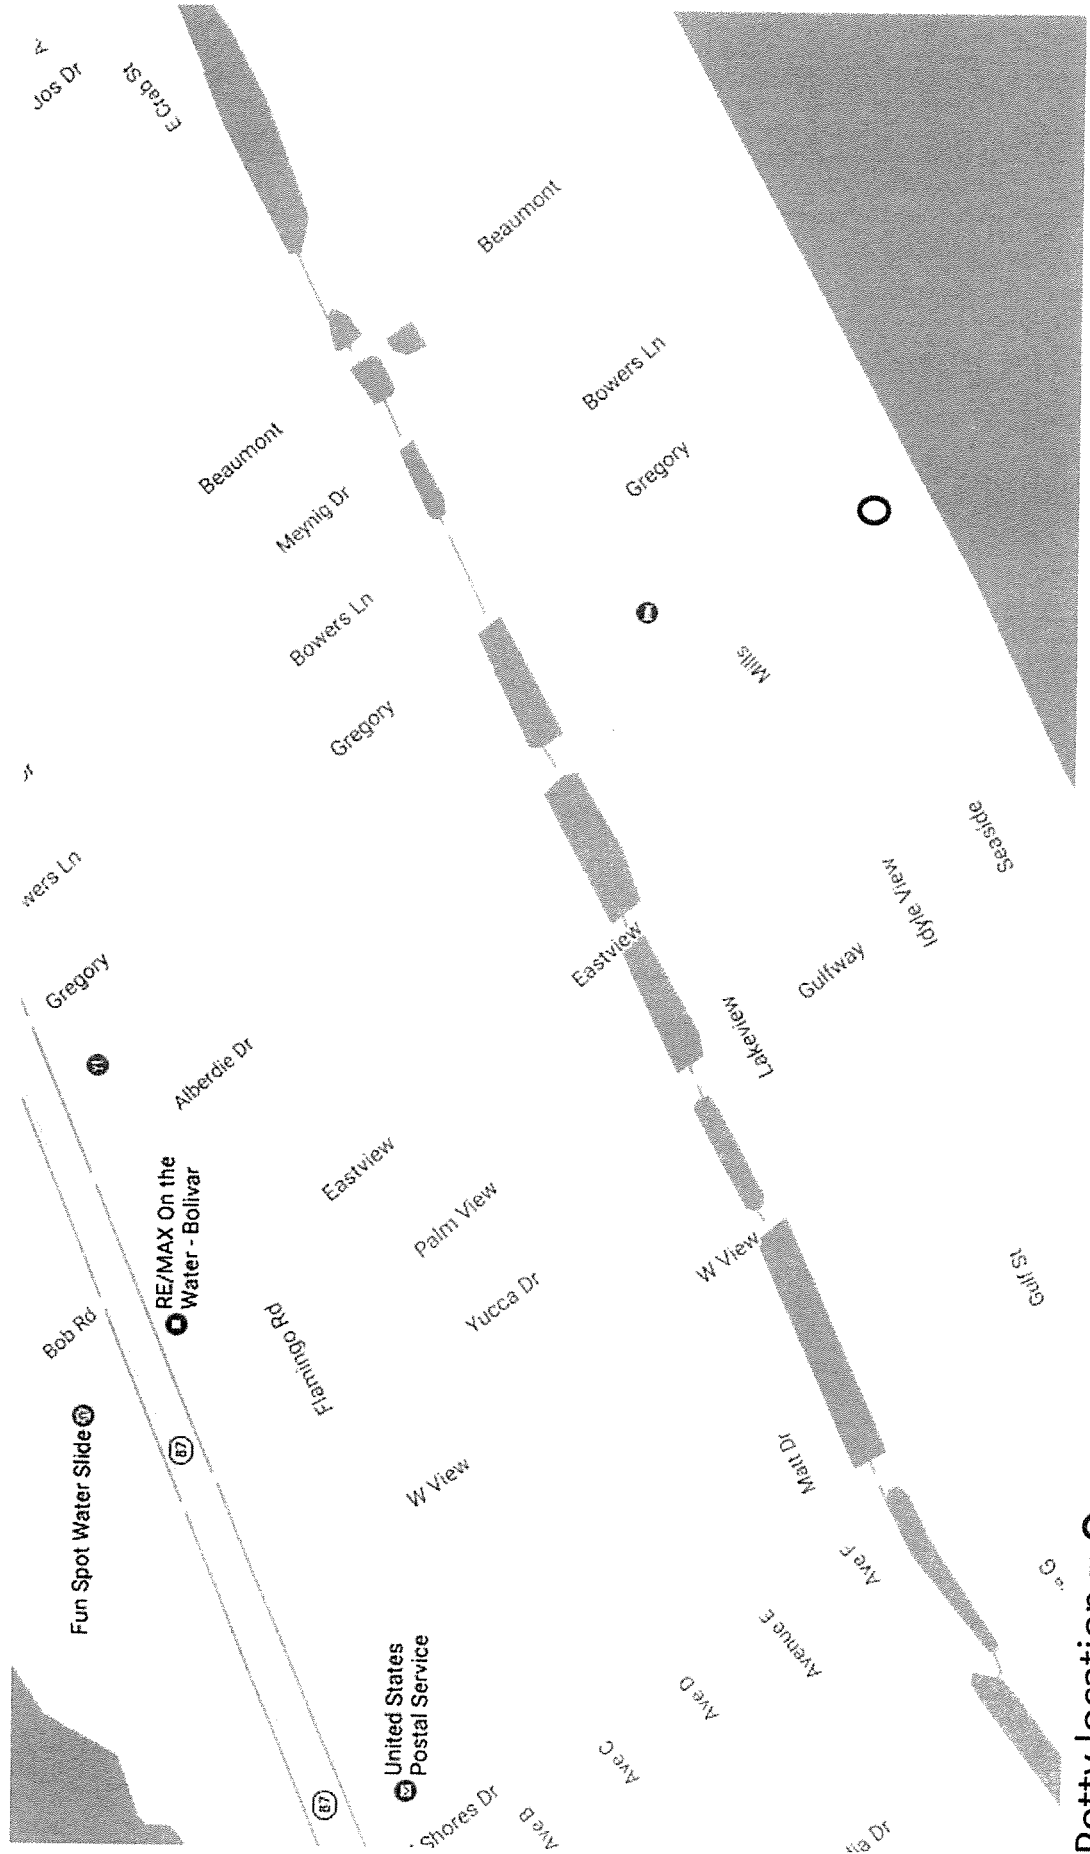 Fun Spot Water Slide
Bob Rd
Gregory
wers Ln
jos Dr
E Crab St
87
87
RE/MAX On the
Water - Bolivar
Alberdie Dr
Flamingo Rd
Eastview
Beaumont
Meynig Dr
Bowers Ln
Gregory
United States
Postal Service
Shores Dr
W View
Palm View
Yucca Dr
Beaumont
Bowers Ln
Gregory
Ave B
Ave C
Ave D
Avenue E
Ave F
Matt Dr
W View
Eastview
Lakeview
Gulfway
Idyle View
Seaside
Mills
Gulf St
G
Potty location